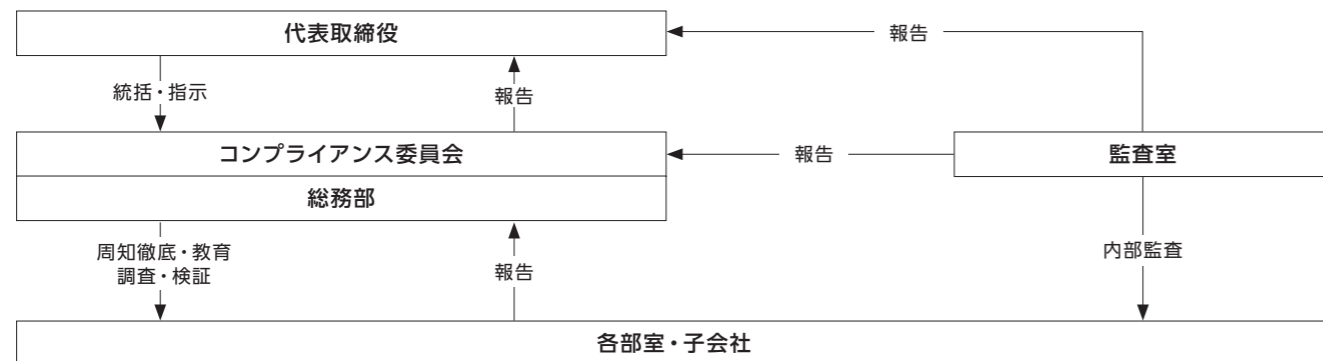 代表取締役
報告
統括・指示
報告
コンプライアンス委員会
報告
監査室
総務部
周知徹底・教育
調査・検証
報告
内部監査
各部室・子会社